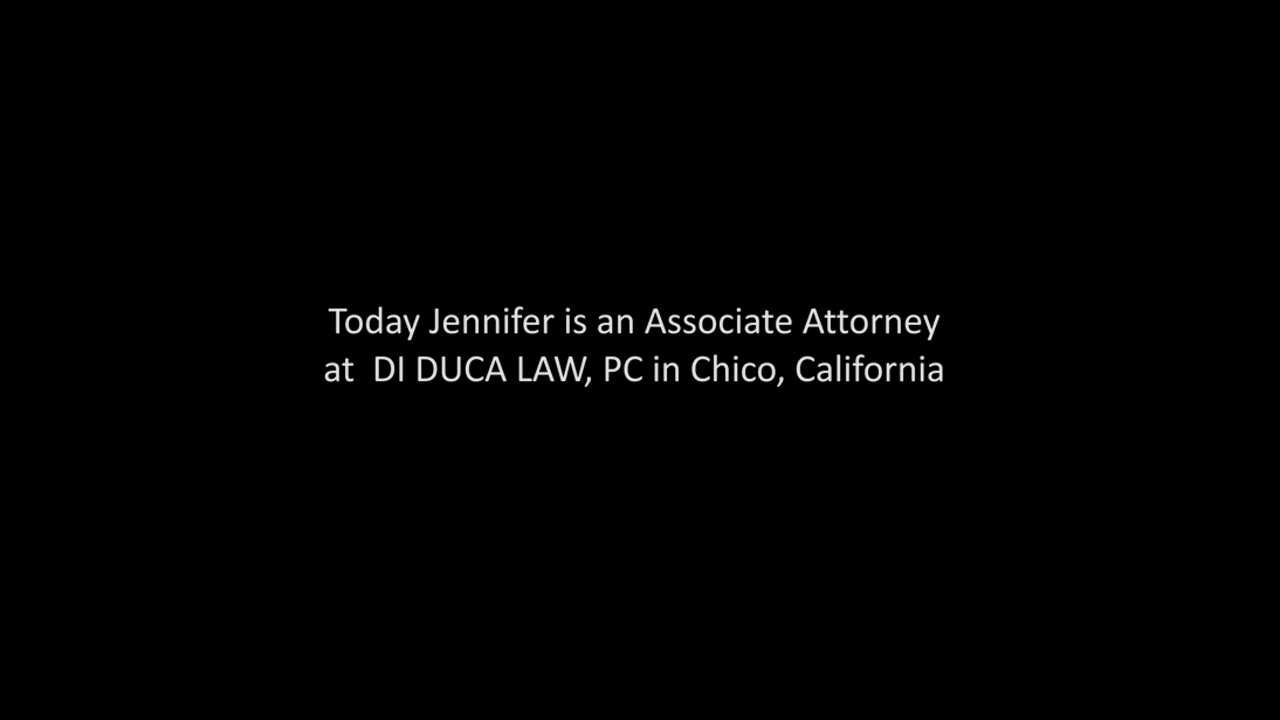 Today Jennifer is an Associate Attorney
at  DI DUCA LAW, PC in Chico, California